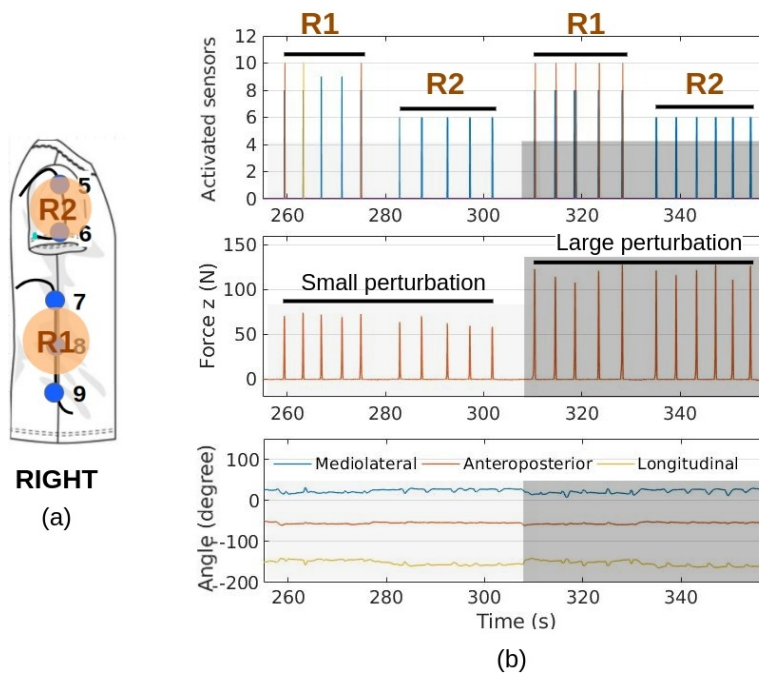 5
R2
6
7
R1
8
9
RIGHT
(a)
R1
R1
R2
R2
Activated sensors
12
10
8
6
4
2
0
260
280
300
320
340
Small perturbation
Large perturbation
Force z (N)
150
100
50
0
260
280
300
320
340
Mediolateral
Anteroposterior
Longitudinal
Angle (degree)
100
0
-100
-200
260
280
300
320
340
Time (s)
(b)